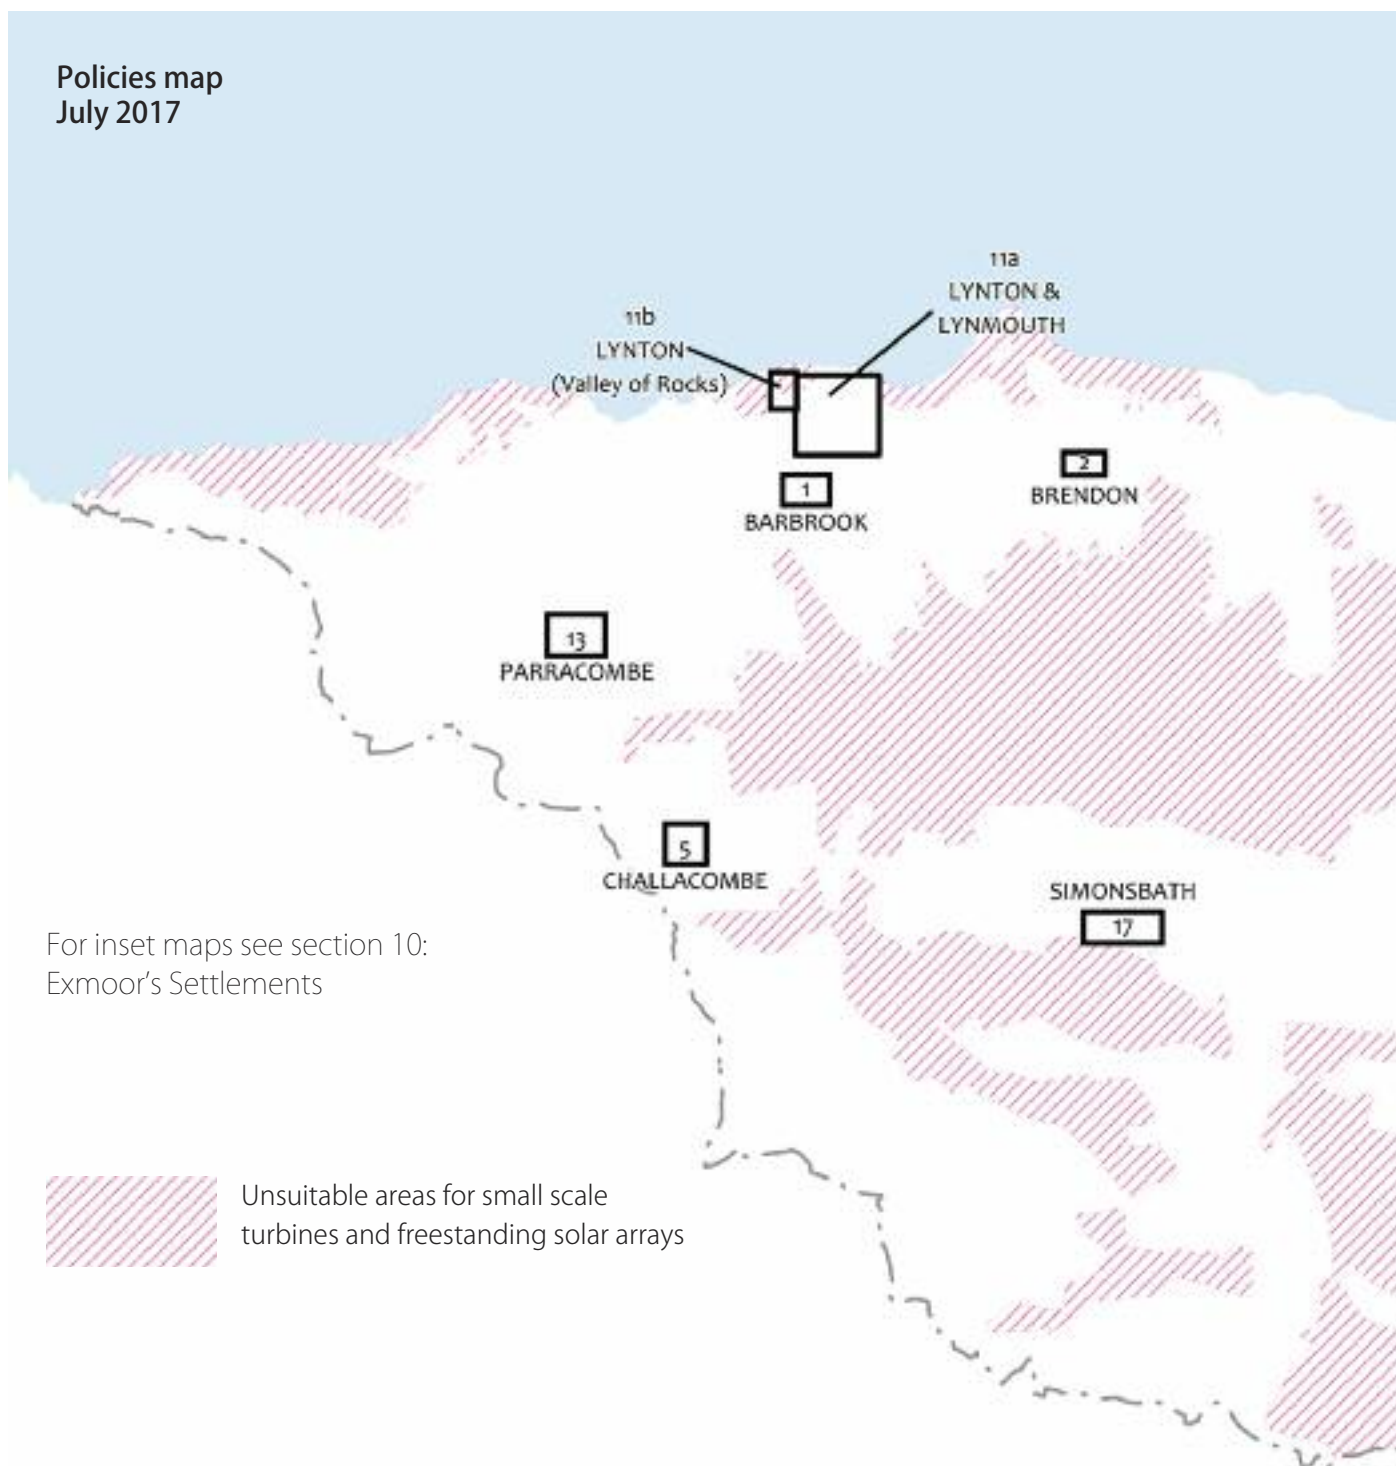 Policies map
July 2017
11a
LYNTON &
LYNMOUTH
11b
LYNTON
(Valley of Rocks)
2
BRENDON
1
BARBROOK
13
PARRACOMBE
5
CHALLACOMBE
SIMONSBATH
17
For inset maps see section 10:
Exmoor’s Settlements
Unsuitable areas for small scale
turbines and freestanding solar arrays